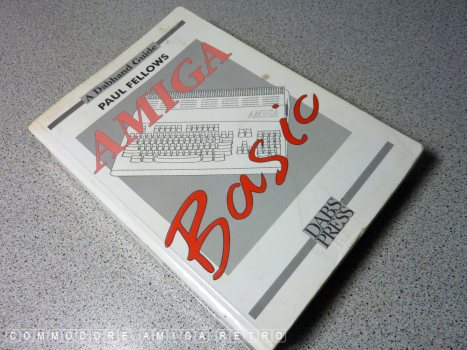 A Dabhand Guide
PAUL FELLOWS
AMIGA
AMIGA
Basic
DABS
PRESS
COMMODORE AMIGA RETRO